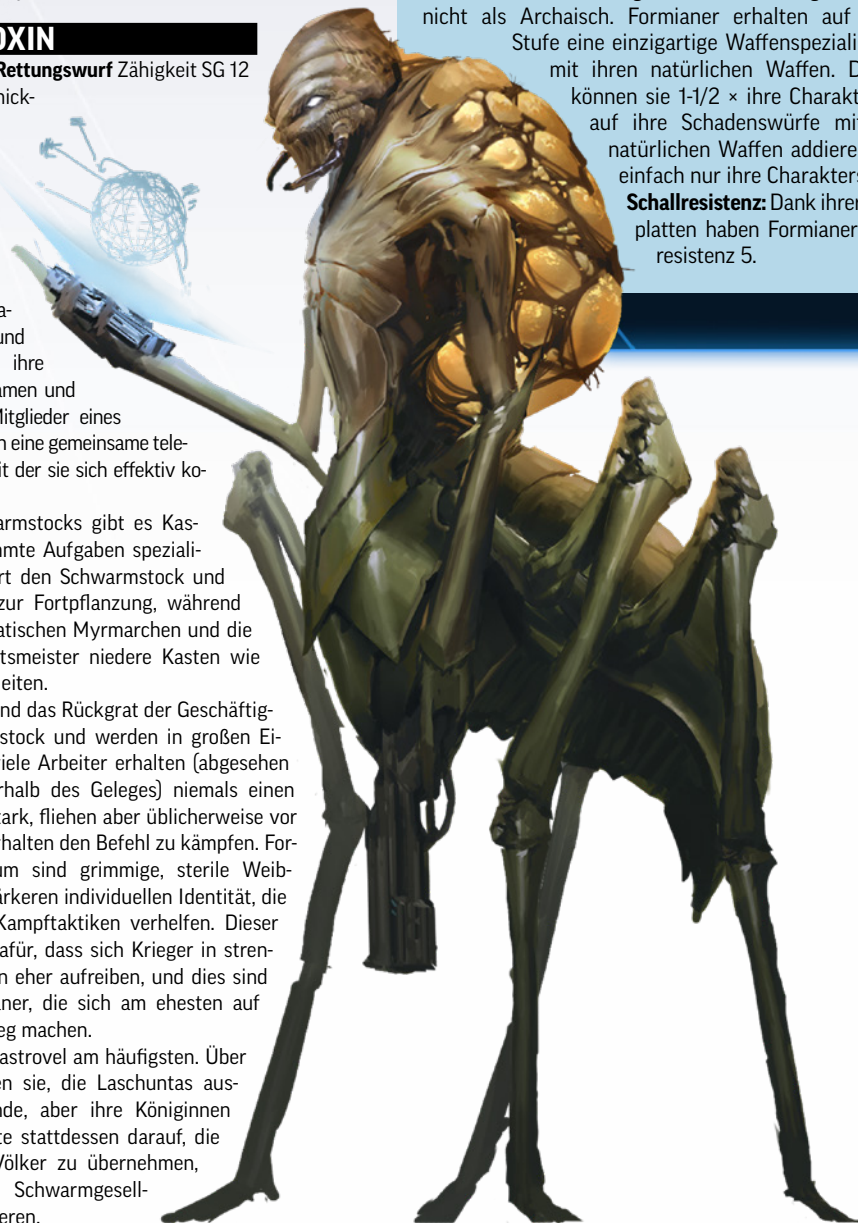 OXIN
Rettungswurf Zähigkeit SG 12
nick-
a-
und
ihre
amen und
Mitglieder eines
n eine gemeinsame tele-
it der sie sich effektiv ko-
armstocks gibt es Kas-
mmte Aufgaben speziali-
rt den Schwarmstock und
zur Fortpflanzung, während
atischen Myrmarchen und die
tsmeister niedere Kasten wie
eiten.
nd das Rückgrat der Geschäftig-
stock und werden in großen Ei-
viele Arbeiter erhalten (abgesehen
rhalb des Geleges) niemals einen
tark, fliehen aber üblicherweise vor
rhalten den Befehl zu kämpfen. For-
um sind grimmige, sterile Weib-
ärkeren individuellen Identität, die
Kampftaktiken verhelfen. Dieser
afür, dass sich Krieger in stren-
n eher aufreiben, und dies sind
aner, die sich am ehesten auf
eg machen.
astrovel am häufigsten. Über
en sie, die Laschuntas aus-
nde, aber ihre Königinnen
te stattdessen darauf, die
Völker zu übernehmen,
Schwarmgesell-
eren.
nicht als Archaisch. Formianer erhalten auf
Stufe eine einzigartige Waffenspeziali
mit ihren natürlichen Waffen. D
können sie 1-1/2 × ihre Charakt
auf ihre Schadenswürfe mi
natürlichen Waffen addiere
einfach nur ihre Charakters
Schallresistenz: Dank ihrer
platten haben Formianer
resistenz 5.